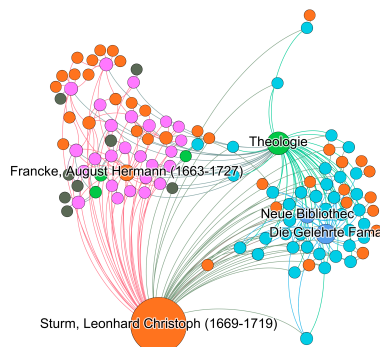 Theologie
Francke, August Hermann (1663-1727)
Neue Bibliothec
Die Gelehrte Fama
Sturm, Leonhard Christoph (1669-1719)